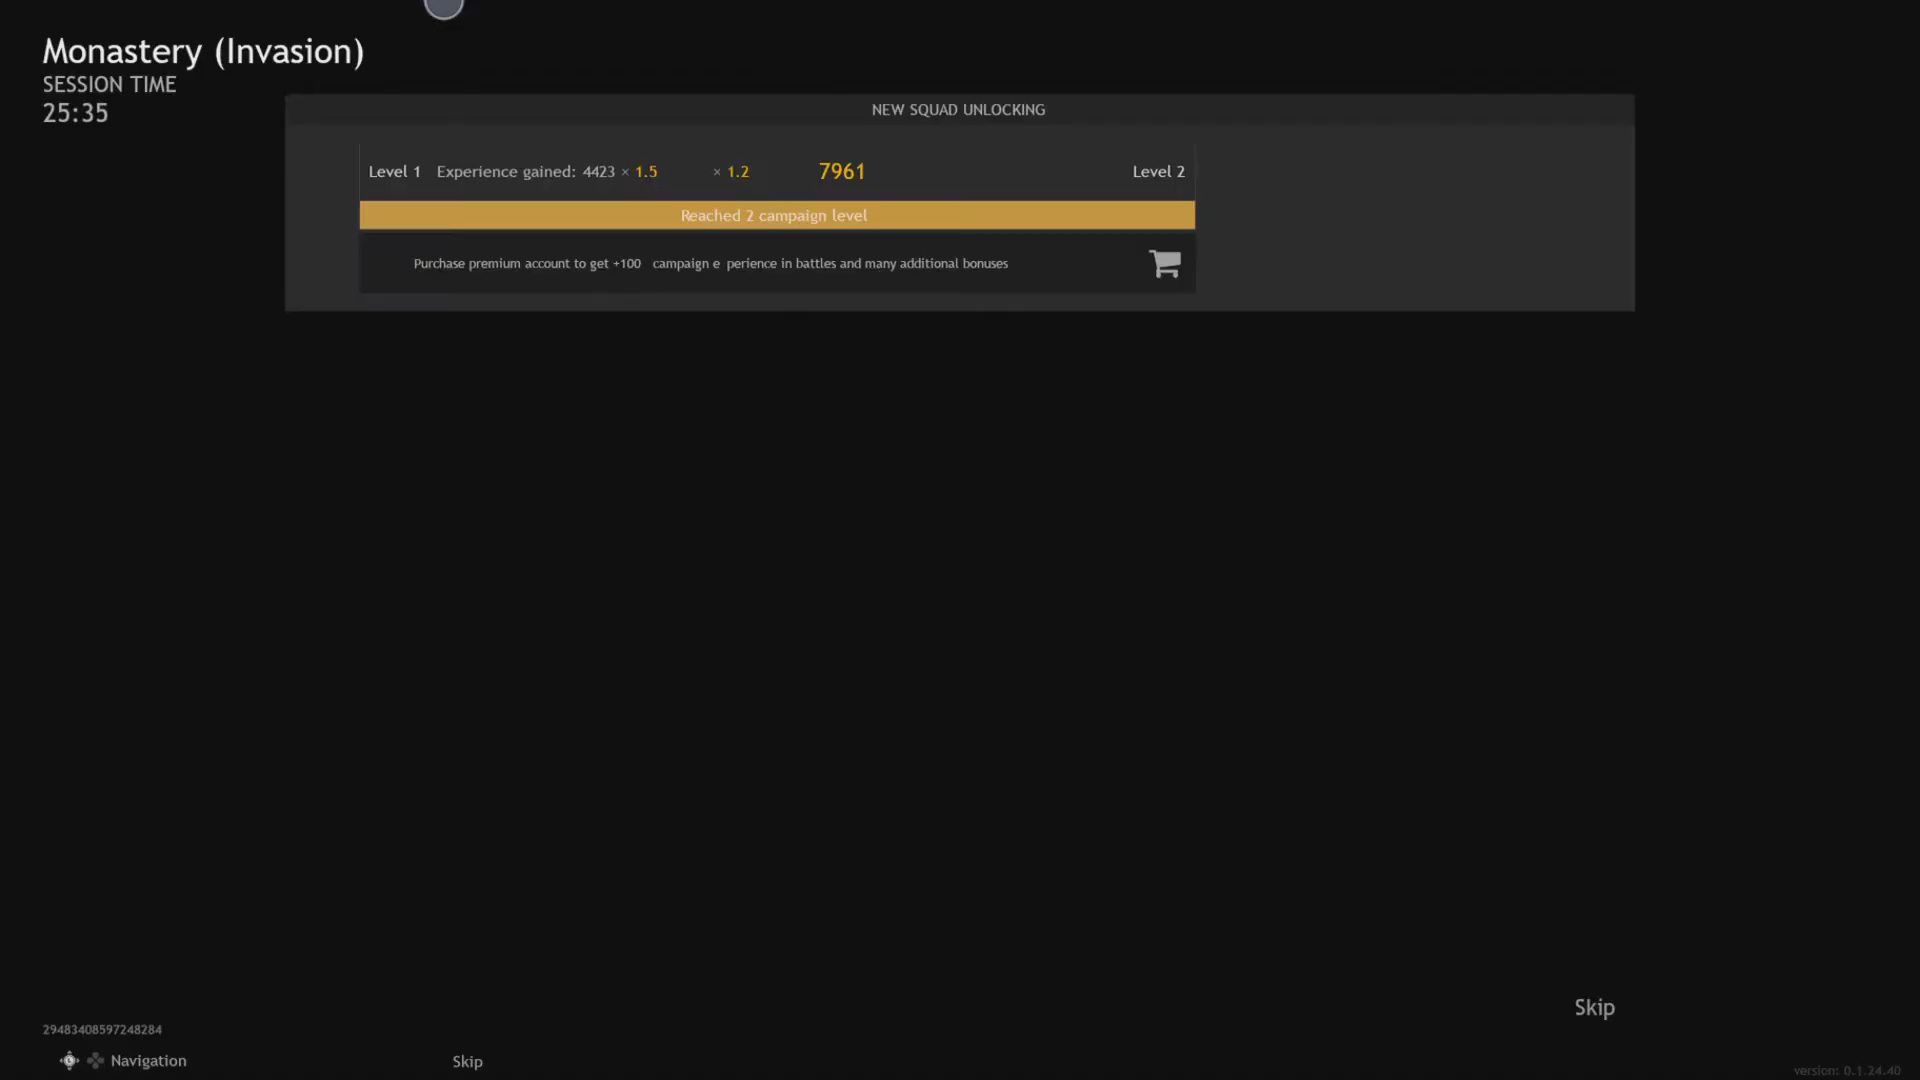 Monastery (Invasion)
SESSION TIME
25:35
NEW SQUAD UNLOCKING
Level 1 Experience gained: 4423 × 1.5 × 1.2 7961 Level 2
Reached 2 campaign level
Purchase premium account to get +100 campaign e perience in battles and many additional bonuses
Skip
29483408597248284
Navigation Skip
version: 0.1.24.40